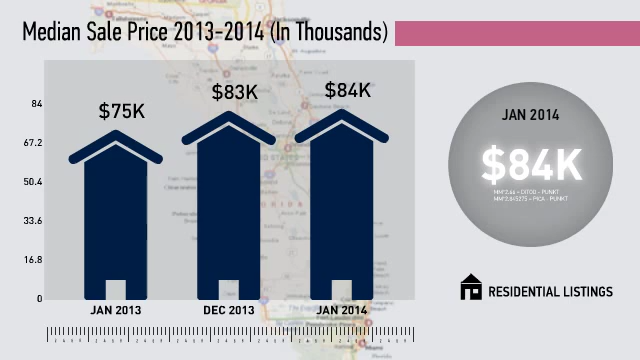 Median Sale Price 2013-2014 (In Thousands)
84
67.2
50.4
33.6
16.8
0
$75K
$83K
$84K
JAN 2013
DEC 2013
JAN 2014
JAN 2014
$84K
RESIDENTIAL LISTINGS